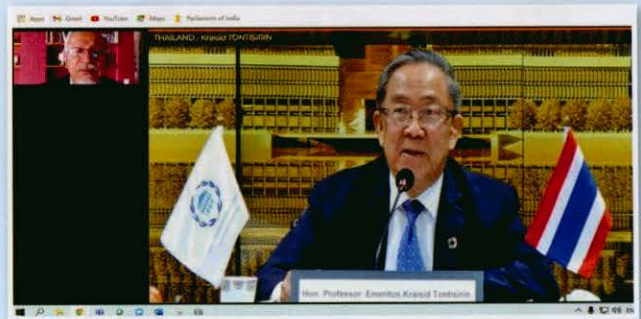 Apps Gmail YouTube Maps Parliament of India
THAILAND - Kraisid TONTISIRIN
Hon. Professor Emeritus Kraisid Tontisirin